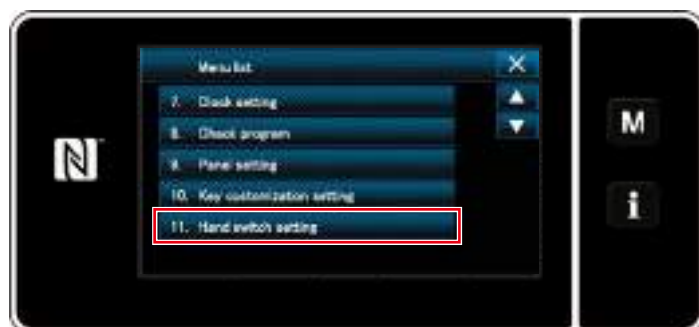 Menu list
7. Clock setting
8. Check program
9. Panel setting
10. Key customization setting
11. Hand switch setting
M
i